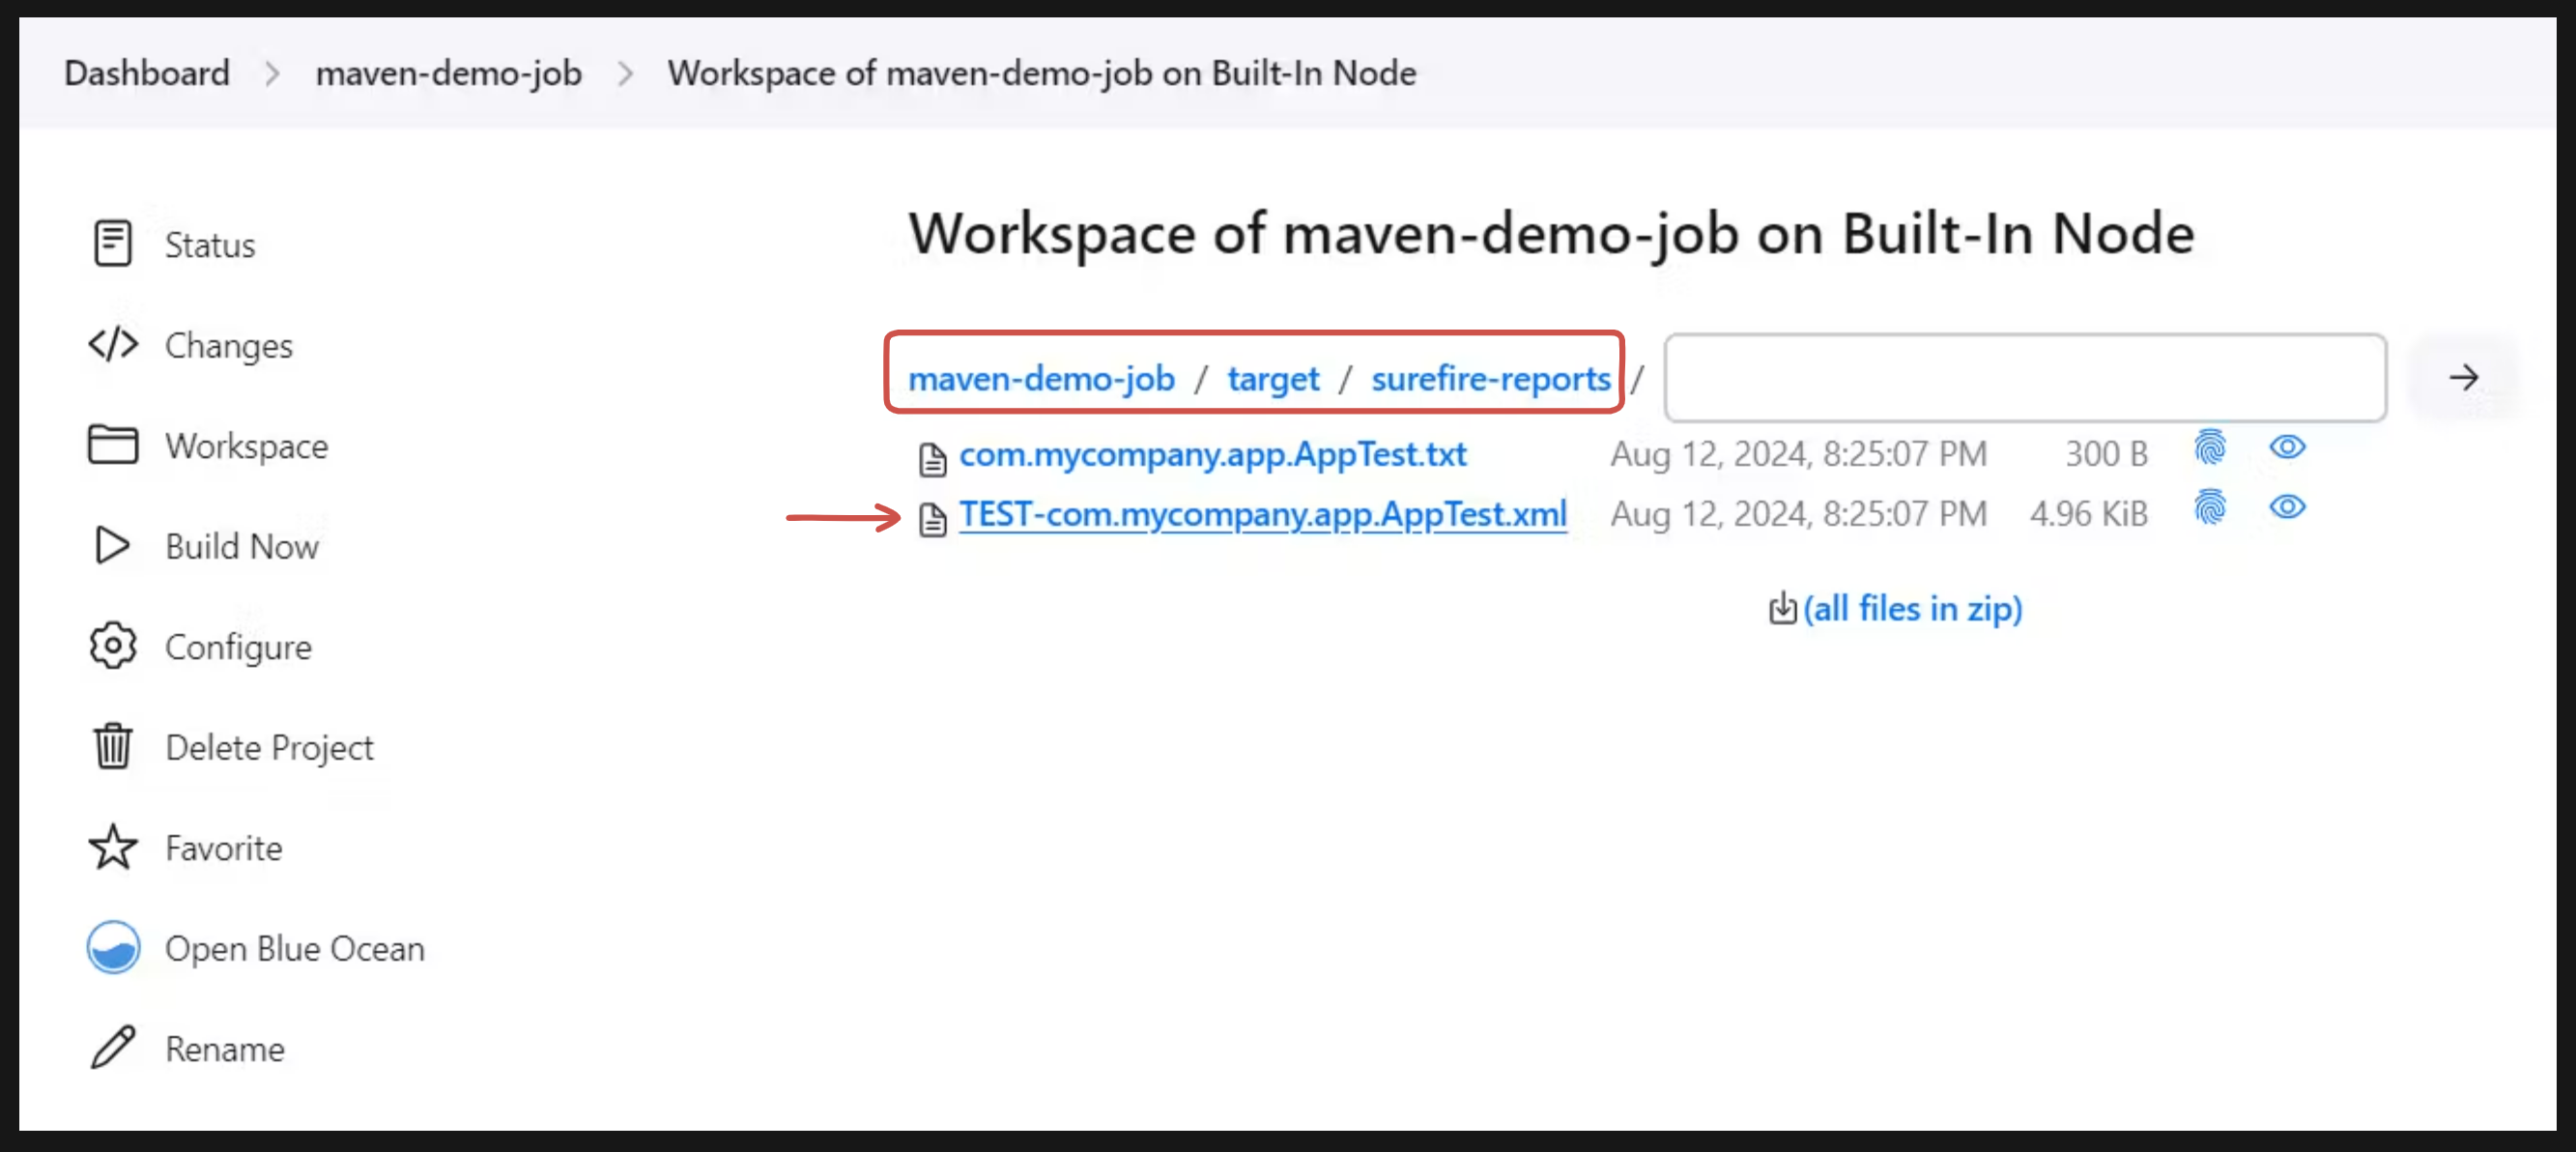 Dashboard > maven-demo-job > Workspace of maven-demo-job on Built-In Node
Status
Changes
Workspace
Build Now
Configure
Delete Project
Favorite
Open Blue Ocean
Rename
Workspace of maven-demo-job on Built-In Node
maven-demo-job / target / surefire-reports /
com.mycompany.app.AppTest.txt Aug 12, 2024, 8:25:07 PM 300 B
TEST-com.mycompany.app.AppTest.xml Aug 12, 2024, 8:25:07 PM 4.96 KiB
(all files in zip)